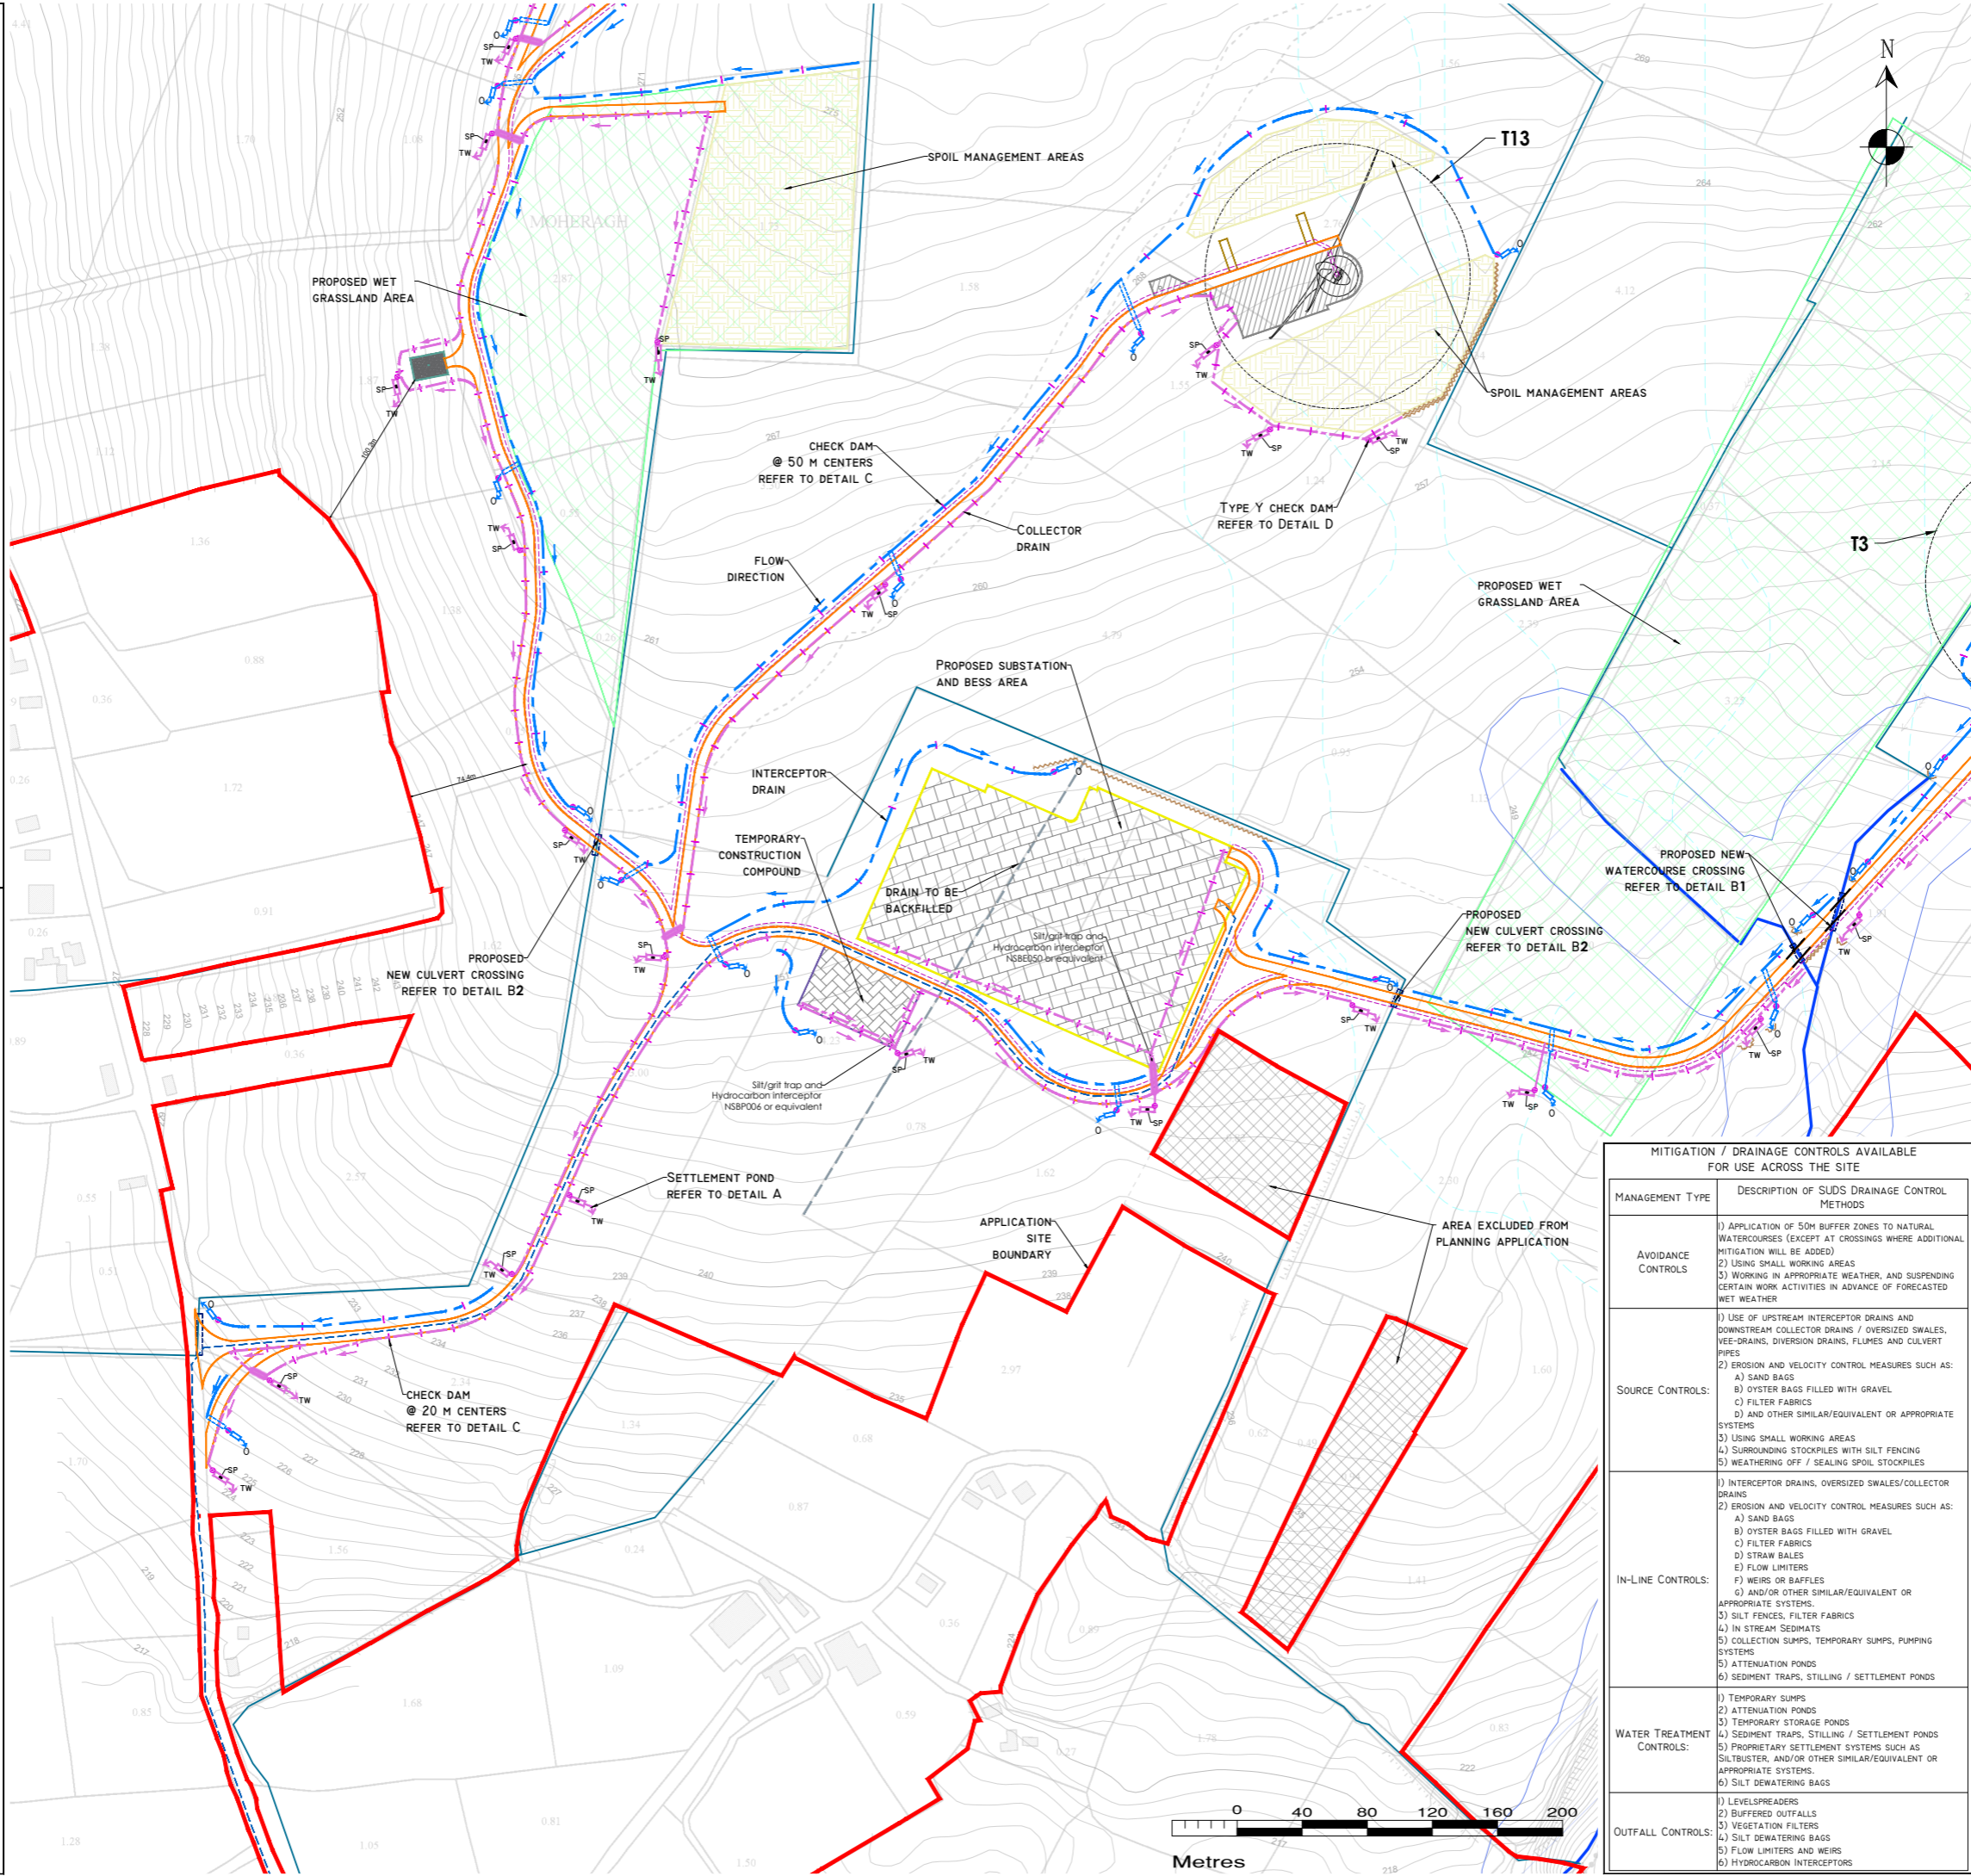 N
T13
T3
SPOIL MANAGEMENT AREAS
MOHERAGH
PROPOSED WET
GRASSLAND AREA
SPOIL MANAGEMENT AREAS
CHECK DAM
@ 50 M CENTERS
REFER TO DETAIL C
COLLECTOR
DRAIN
TYPE Y CHECK DAM
REFER TO DETAIL D
FLOW
DIRECTION
PROPOSED WET
GRASSLAND AREA
PROPOSED SUBSTATION
AND BESS AREA
INTERCEPTOR
DRAIN
TEMPORARY
CONSTRUCTION
COMPOUND
DRAIN TO BE
BACKFILLED
PROPOSED NEW
WATERCOURSE CROSSING
REFER TO DETAIL B1
PROPOSED
NEW CULVERT CROSSING
REFER TO DETAIL B2
PROPOSED
NEW CULVERT CROSSING
REFER TO DETAIL B2
Silt/grit trap and
Hydrocarbon interceptor
NSBE050 or equivalent
Silt/grit trap and
Hydrocarbon interceptor
NSBP006 or equivalent
SETTLEMENT POND
REFER TO DETAIL A
APPLICATION
SITE
BOUNDARY
AREA EXCLUDED FROM
PLANNING APPLICATION
CHECK DAM
@ 20 M CENTERS
REFER TO DETAIL C
0 40 80 120 160 200
Metres
MITIGATION / DRAINAGE CONTROLS AVAILABLE
FOR USE ACROSS THE SITE
MANAGEMENT TYPE
DESCRIPTION OF SUDS DRAINAGE CONTROL
METHODS
AVOIDANCE
CONTROLS
1) APPLICATION OF 50M BUFFER ZONES TO NATURAL
WATERCOURSES (EXCEPT AT CROSSINGS WHERE ADDITIONAL
MITIGATION WILL BE ADDED)
2) USING SMALL WORKING AREAS
3) WORKING IN APPROPRIATE WEATHER, AND SUSPENDING
CERTAIN WORK ACTIVITIES IN ADVANCE OF FORECASTED
WET WEATHER
SOURCE CONTROLS:
1) USE OF UPSTREAM INTERCEPTOR DRAINS AND
DOWNSTREAM COLLECTOR DRAINS / OVERSIZED SWALES,
VEE-DRAINS, DIVERSION DRAINS, FLUMES AND CULVERT
PIPES
2) EROSION AND VELOCITY CONTROL MEASURES SUCH AS:
A) SAND BAGS
B) OYSTER BAGS FILLED WITH GRAVEL
C) FILTER FABRICS
D) AND OTHER SIMILAR/EQUIVALENT OR APPROPRIATE
SYSTEMS
3) USING SMALL WORKING AREAS
4) SURROUNDING STOCKPILES WITH SILT FENCING
5) WEATHERING OFF / SEALING SPOIL STOCKPILES
IN-LINE CONTROLS:
1) INTERCEPTOR DRAINS, OVERSIZED SWALES/COLLECTOR
DRAINS
2) EROSION AND VELOCITY CONTROL MEASURES SUCH AS:
A) SAND BAGS
B) OYSTER BAGS FILLED WITH GRAVEL
C) FILTER FABRICS
D) STRAW BALES
E) FLOW LIMITERS
F) WEIRS OR BAFFLES
G) AND/OR OTHER SIMILAR/EQUIVALENT OR
APPROPRIATE SYSTEMS.
3) SILT FENCES, FILTER FABRICS
4) IN STREAM SEDIMATS
5) COLLECTION SUMPS, TEMPORARY SUMPS, PUMPING
SYSTEMS
5) ATTENUATION PONDS
6) SEDIMENT TRAPS, STILLING / SETTLEMENT PONDS
WATER TREATMENT
CONTROLS:
1) TEMPORARY SUMPS
2) ATTENUATION PONDS
3) TEMPORARY STORAGE PONDS
4) SEDIMENT TRAPS, STILLING / SETTLEMENT PONDS
5) PROPRIETARY SETTLEMENT SYSTEMS SUCH AS
SILTBUSTER, AND/OR OTHER SIMILAR/EQUIVALENT OR
APPROPRIATE SYSTEMS.
6) SILT DEWATERING BAGS
OUTFALL CONTROLS:
1) LEVELSPREADERS
2) BUFFERED OUTFALLS
3) VEGETATION FILTERS
4) SILT DEWATERING BAGS
5) FLOW LIMITERS AND WEIRS
6) HYDROCARBON INTERCEPTORS